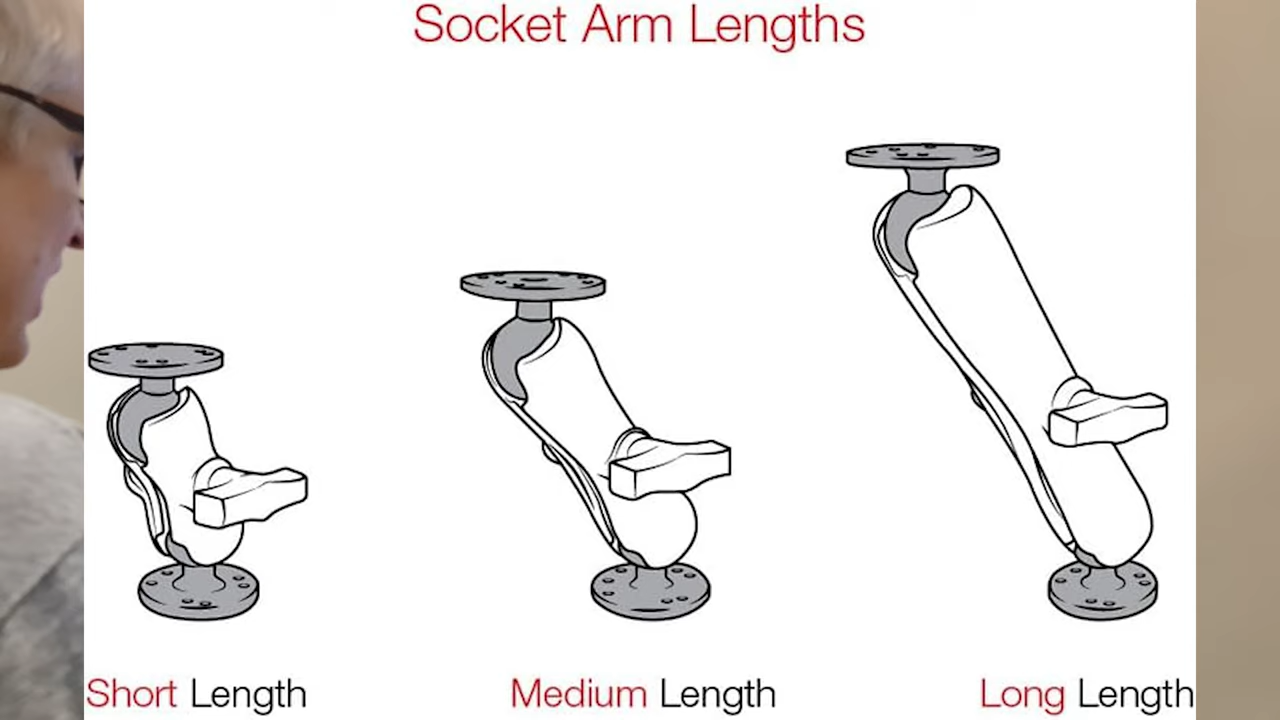 Socket Arm Lengths
Short Length
Medium Length
Long Length